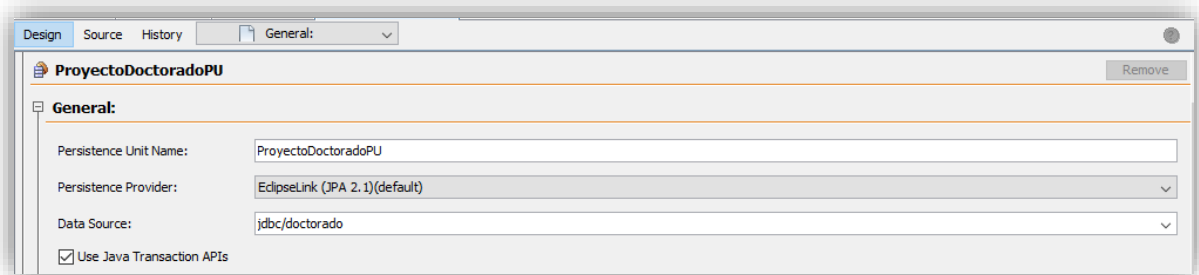 Design Source History General:
ProyectoDoctoradoPU Remove
General:
Persistence Unit Name: ProyectoDoctoradoPU
Persistence Provider: EclipseLink (JPA 2.1)(default)
Data Source: jdbc/doctorado
Use Java Transaction APIs